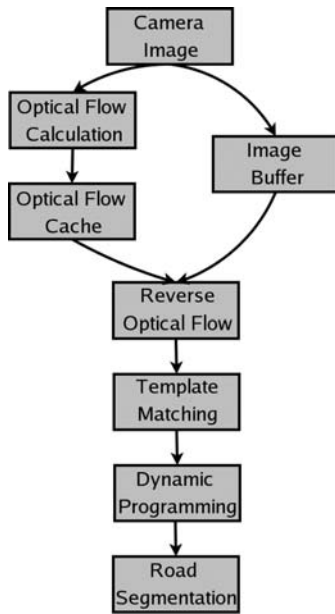 Camera
Image
Optical Flow
Calculation
Image
Buffer
Optical Flow
Cache
Reverse
Optical Flow
Template
Matching
Dynamic
Programming
Road
Segmentation